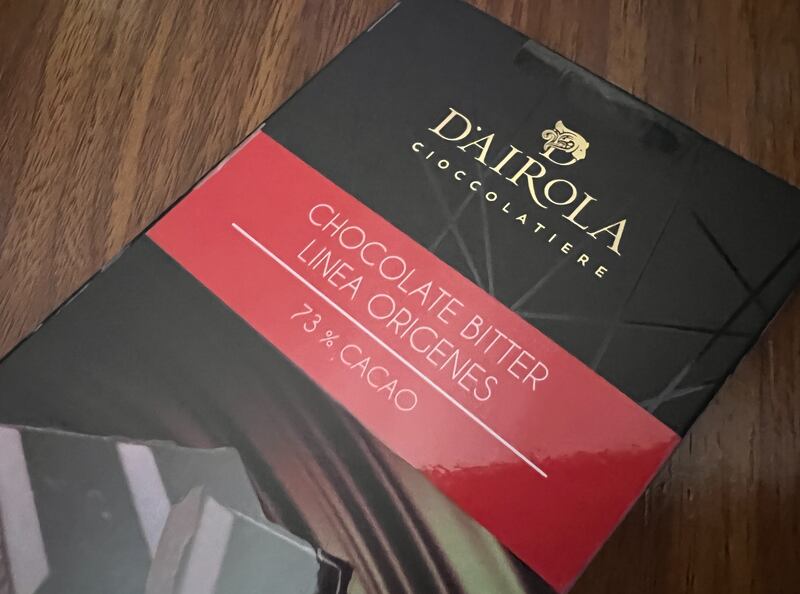 D'AIROLA
CIOCCOLATIERE
CHOCOLATE BITTER
LINEA ORIGENES
73 % CACAO